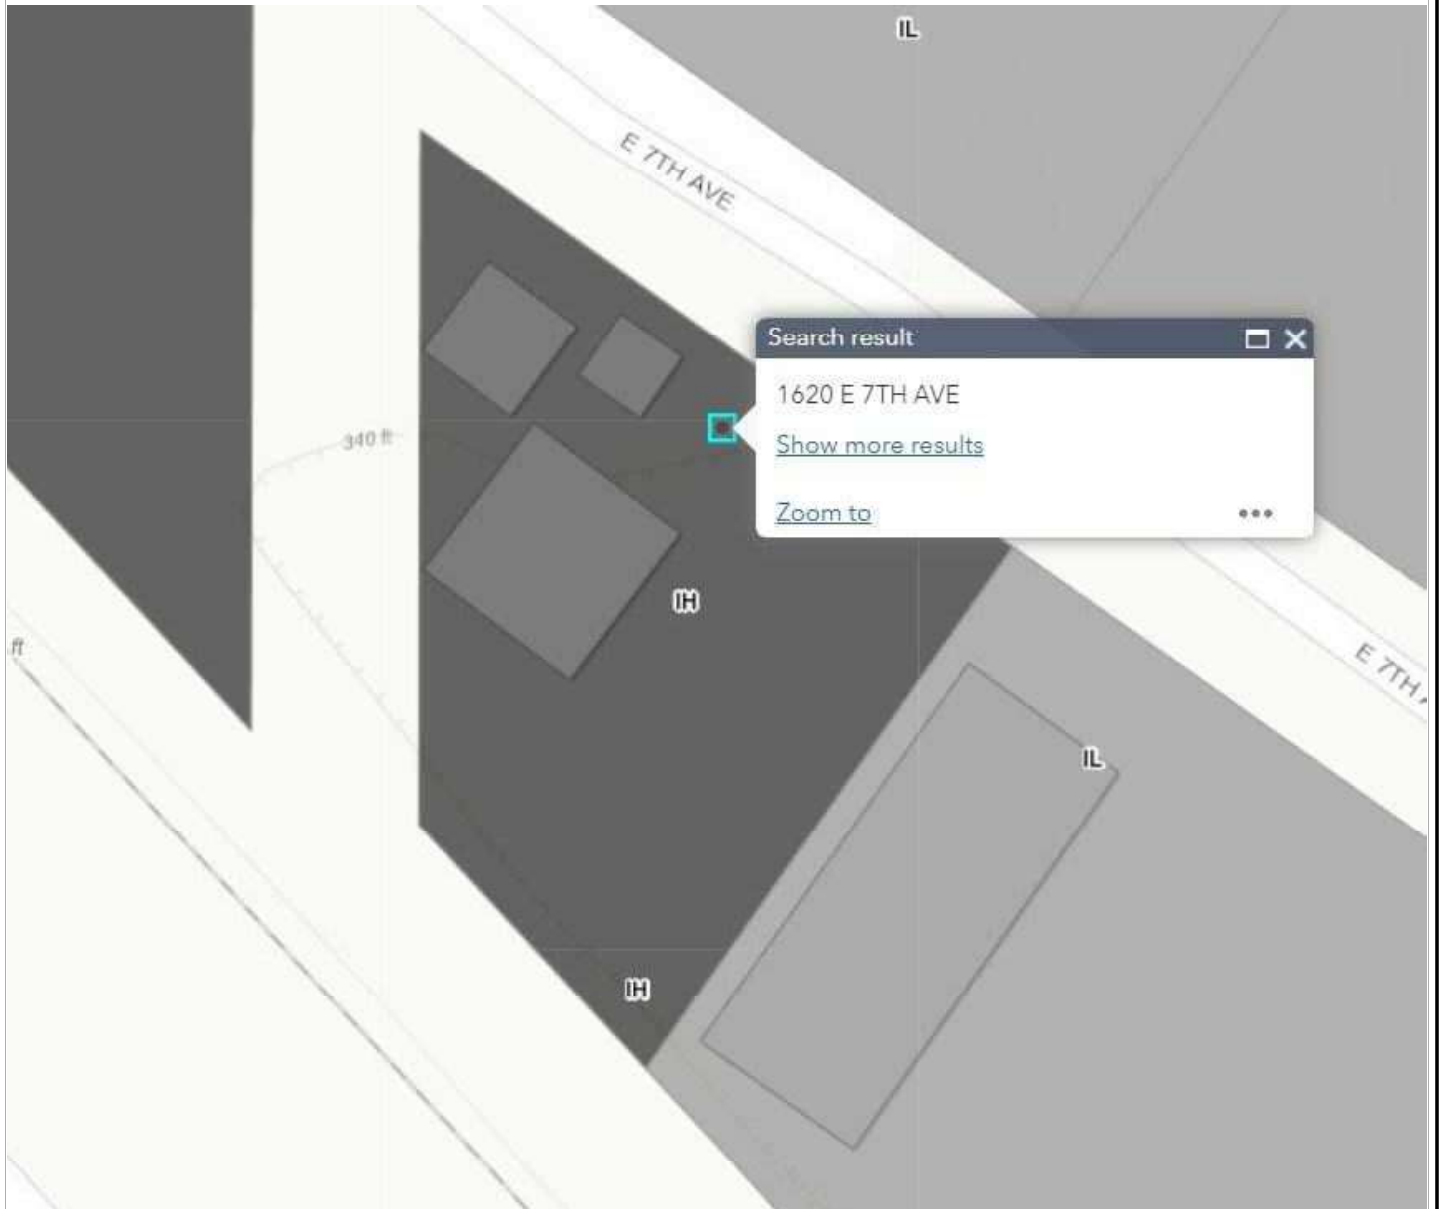 IL
E 7TH AVE
Search result
1620 E 7TH AVE
340 ft
Show more results
Zoom to
IH
ft
E 7TH
IL
IH